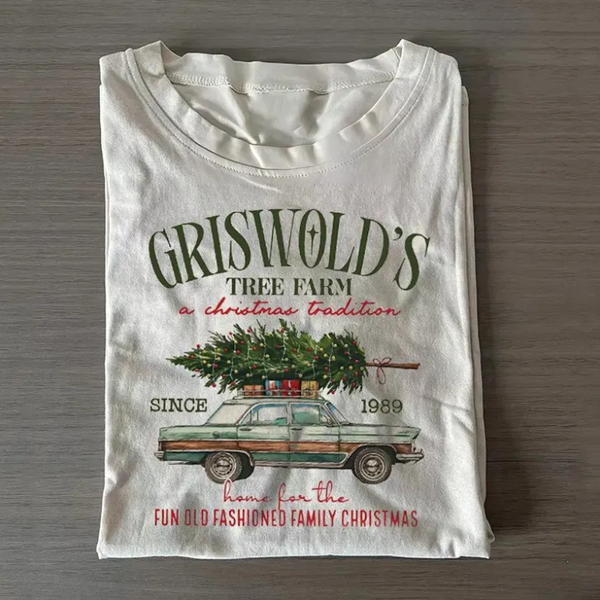 GRISWOLD'S
TREE FARM
a christmas tradition
SINCE 1989
home for the
FUN OLD FASHIONED FAMILY CHRISTMAS